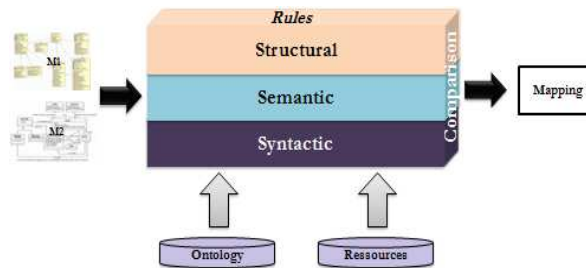 Rules
M1
Structural
Semantic
Comparison
Mapping
M2
Syntactic
Ontology
Ressources